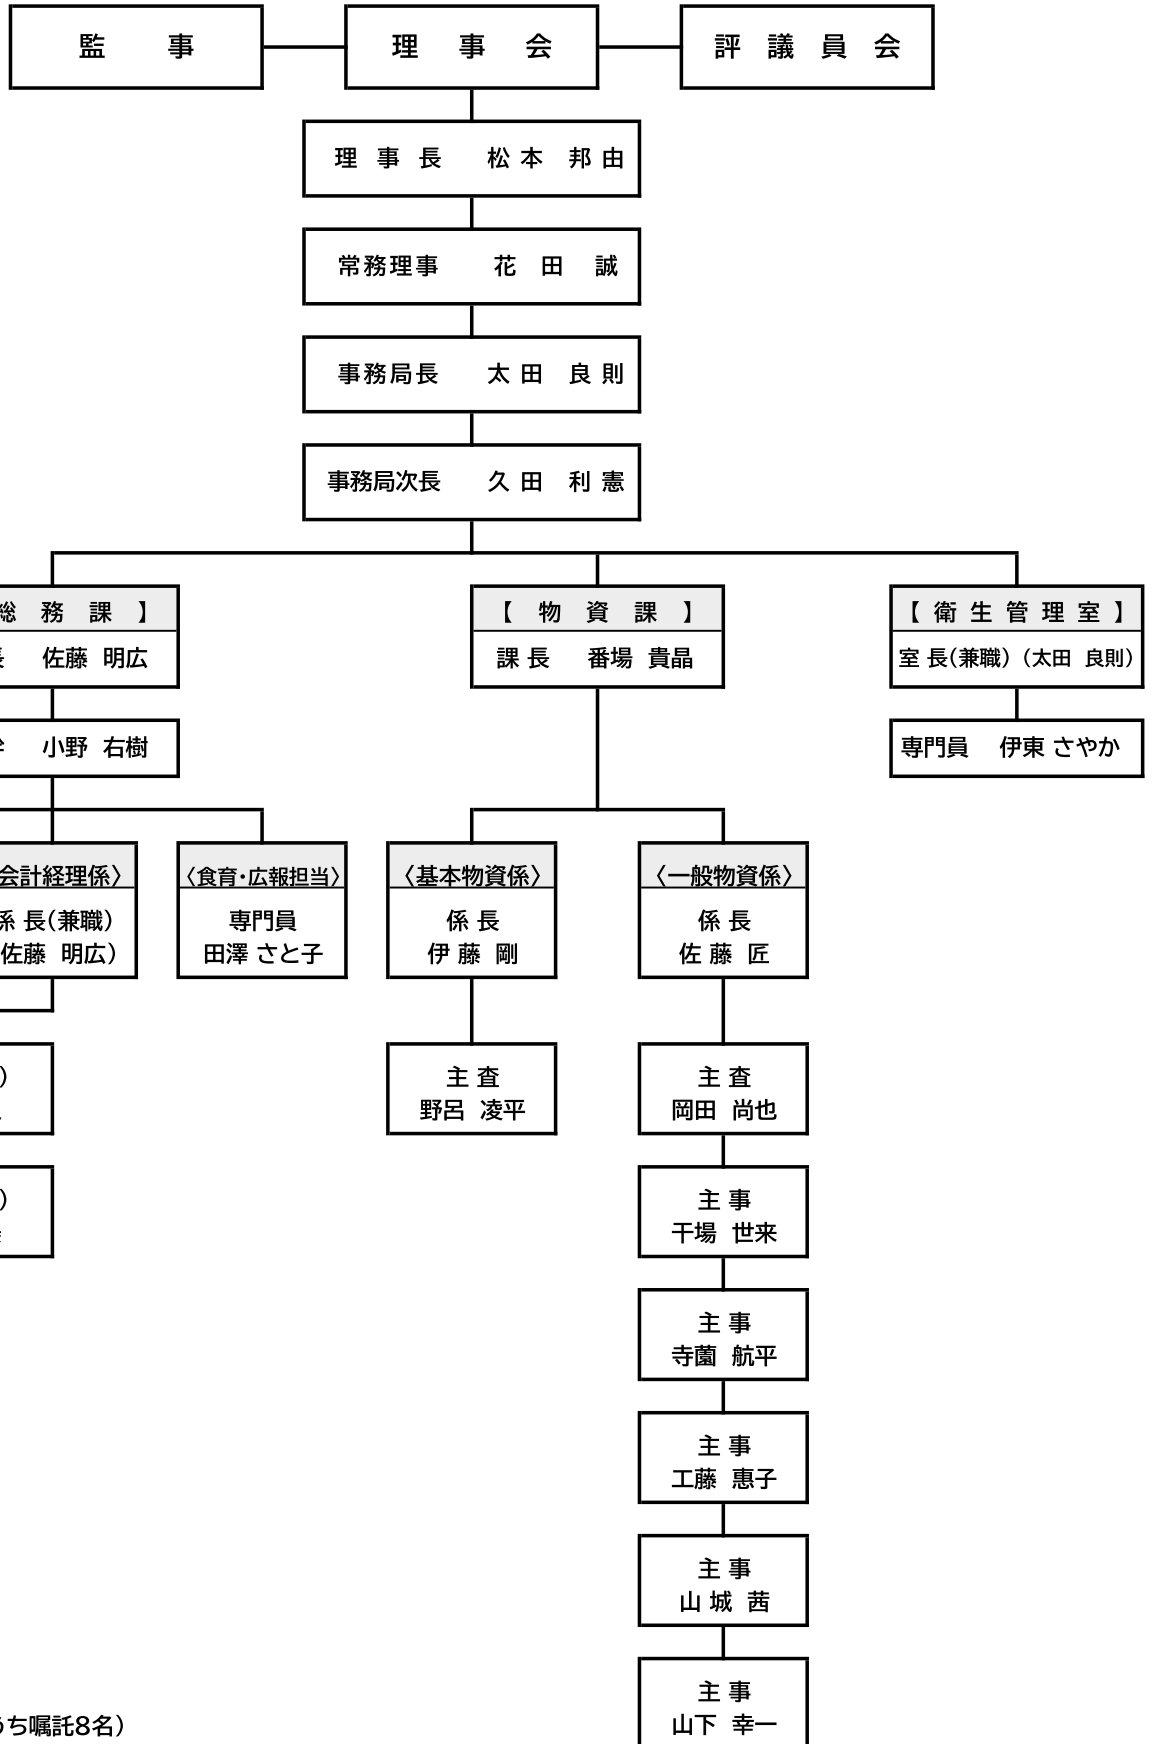 監 事
理 事 会
評 議 員 会
理 事 長 松 本 邦 由
常務理事 花 田 誠
事務局長 太 田 良 則
事務局次長 久 田 利 憲
総 務 課 】
長 佐藤 明広
小野 右樹
【 物 資 課 】
課 長 番場 貴晶
【 衛 生 管 理 室 】
室 長(兼職)(太田 良則)
専門員 伊東 さやか
会計経理係〉
係 長(兼職)
佐藤 明広)
〈食育・広報担当〉
専門員
田澤 さと子
〈基本物資係〉
係 長
伊 藤 剛
〈一般物資係〉
係 長
佐 藤 匠
)
主 査
野呂 凌平
主 査
岡田 尚也
)
主 事
干場 世来
主 事
寺薗 航平
主 事
工藤 惠子
主 事
山 城 茜
主 事
山下 幸一
うち嘱託8名)